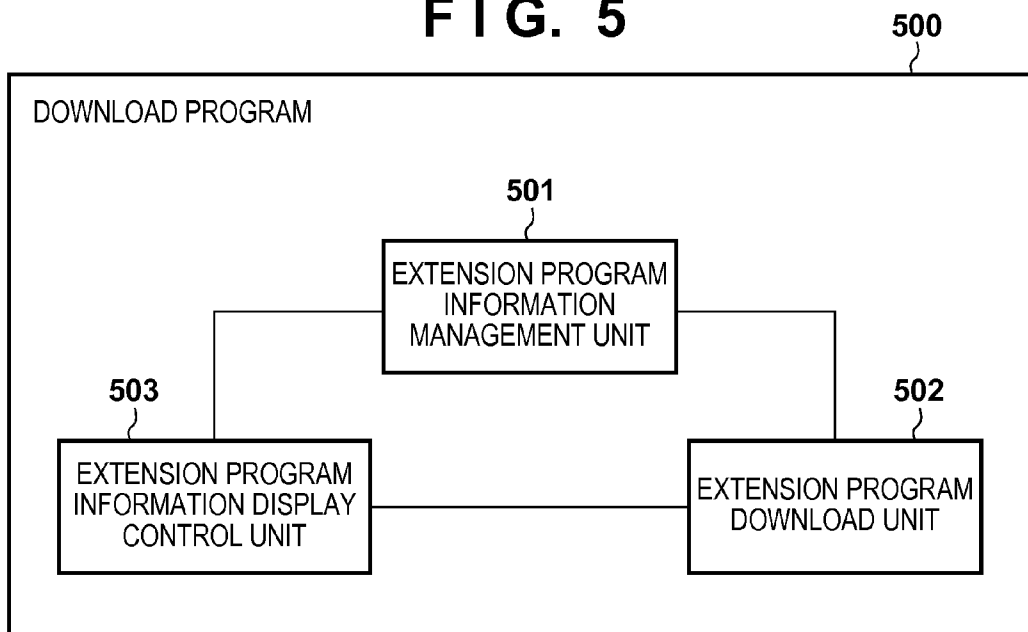 FIG. 5
500
DOWNLOAD PROGRAM
501
EXTENSION PROGRAM
INFORMATION
MANAGEMENT UNIT
503
EXTENSION PROGRAM
INFORMATION DISPLAY
CONTROL UNIT
502
EXTENSION PROGRAM
DOWNLOAD UNIT